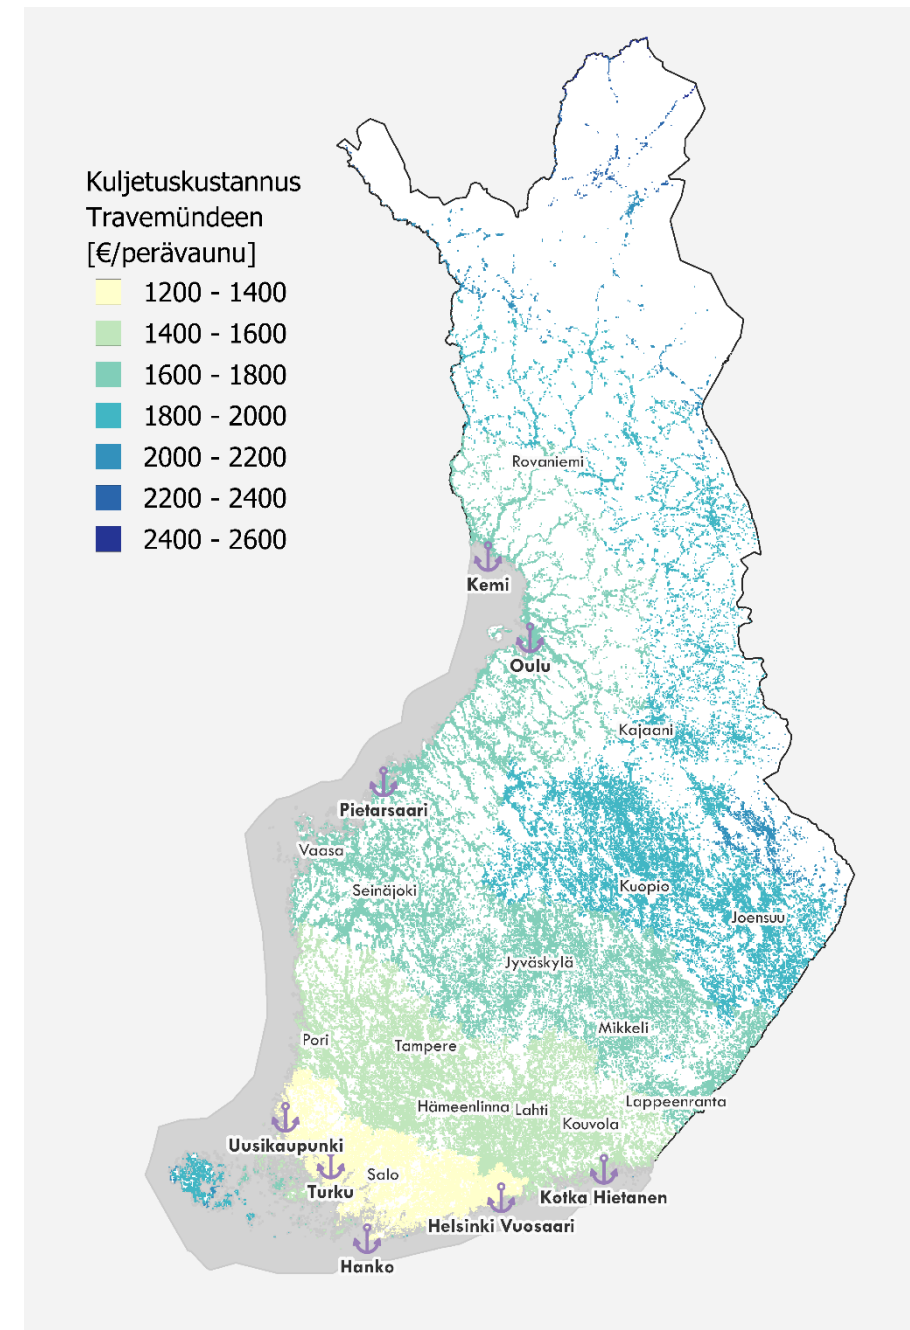 Kuljetuskustannus
Travemündeen
[€/perävaunu]
1200 - 1400
1400 - 1600
1600 - 1800
1800 - 2000
2000 - 2200
2200 - 2400
2400 - 2600
Rovaniemi
Kemi
Oulu
Kajaani
Pietarsaari
Vaasa
Seinäjoki
Kuopio
Joensuu
Jyväskylä
Mikkeli
Pori
Tampere
Lappeenranta
Hämeenlinna
Lahti
Kouvola
Uusikaupunki
Salo
Turku
Kotka Hietanen
Helsinki Vuosaari
Hanko